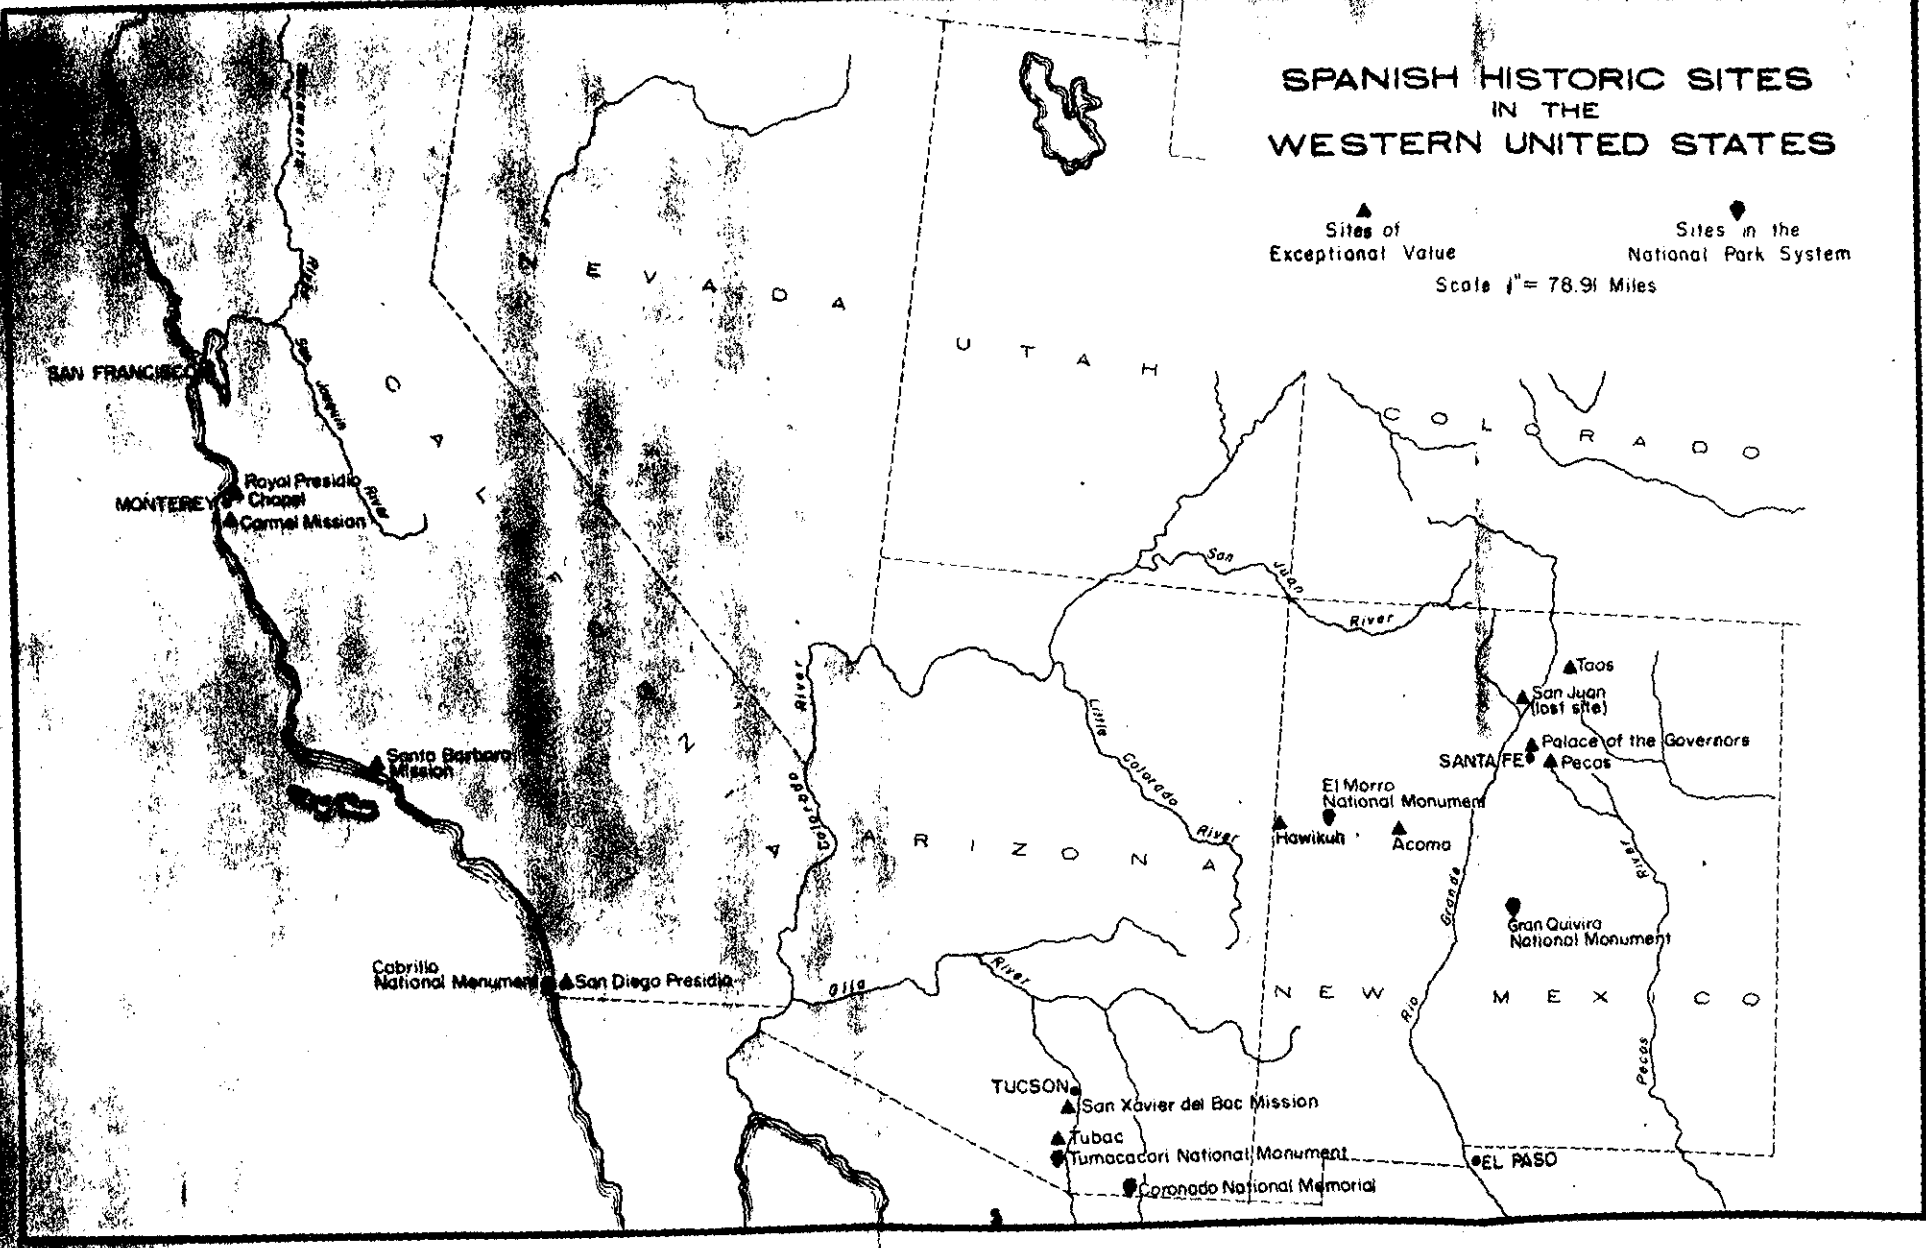 SPANISH HISTORIC SITES
IN THE
WESTERN UNITED STATES
Sites of
Exceptional Value
Sites in the
National Park System
Scale 1"= 78.91 Miles
Sacramento
River
NEVADA
UTAH
COLORADO
SAN FRANCISCO
San
Joaquin
River
CALIFORNIA
MONTEREY
Royal Presidio
Chapel
Carmel Mission
San
Juan
River
Taos
San Juan
(lost site)
Palace of the Governors
SANTA FE
Pecos
Santa Barbara
Mission
River
Colorado
Little
Colorado
River
El Morro
National Monument
Hawikuh
Acoma
ARIZONA
River
Grande
Gran Quivira
National Monument
Cabrillo
National Monument
San Diego Presidio
Gila
River
NEW MEXICO
Rio
Pecos
TUCSON
San Xavier del Bac Mission
Tubac
Tumacacori National Monument
EL PASO
Coronado National Memorial